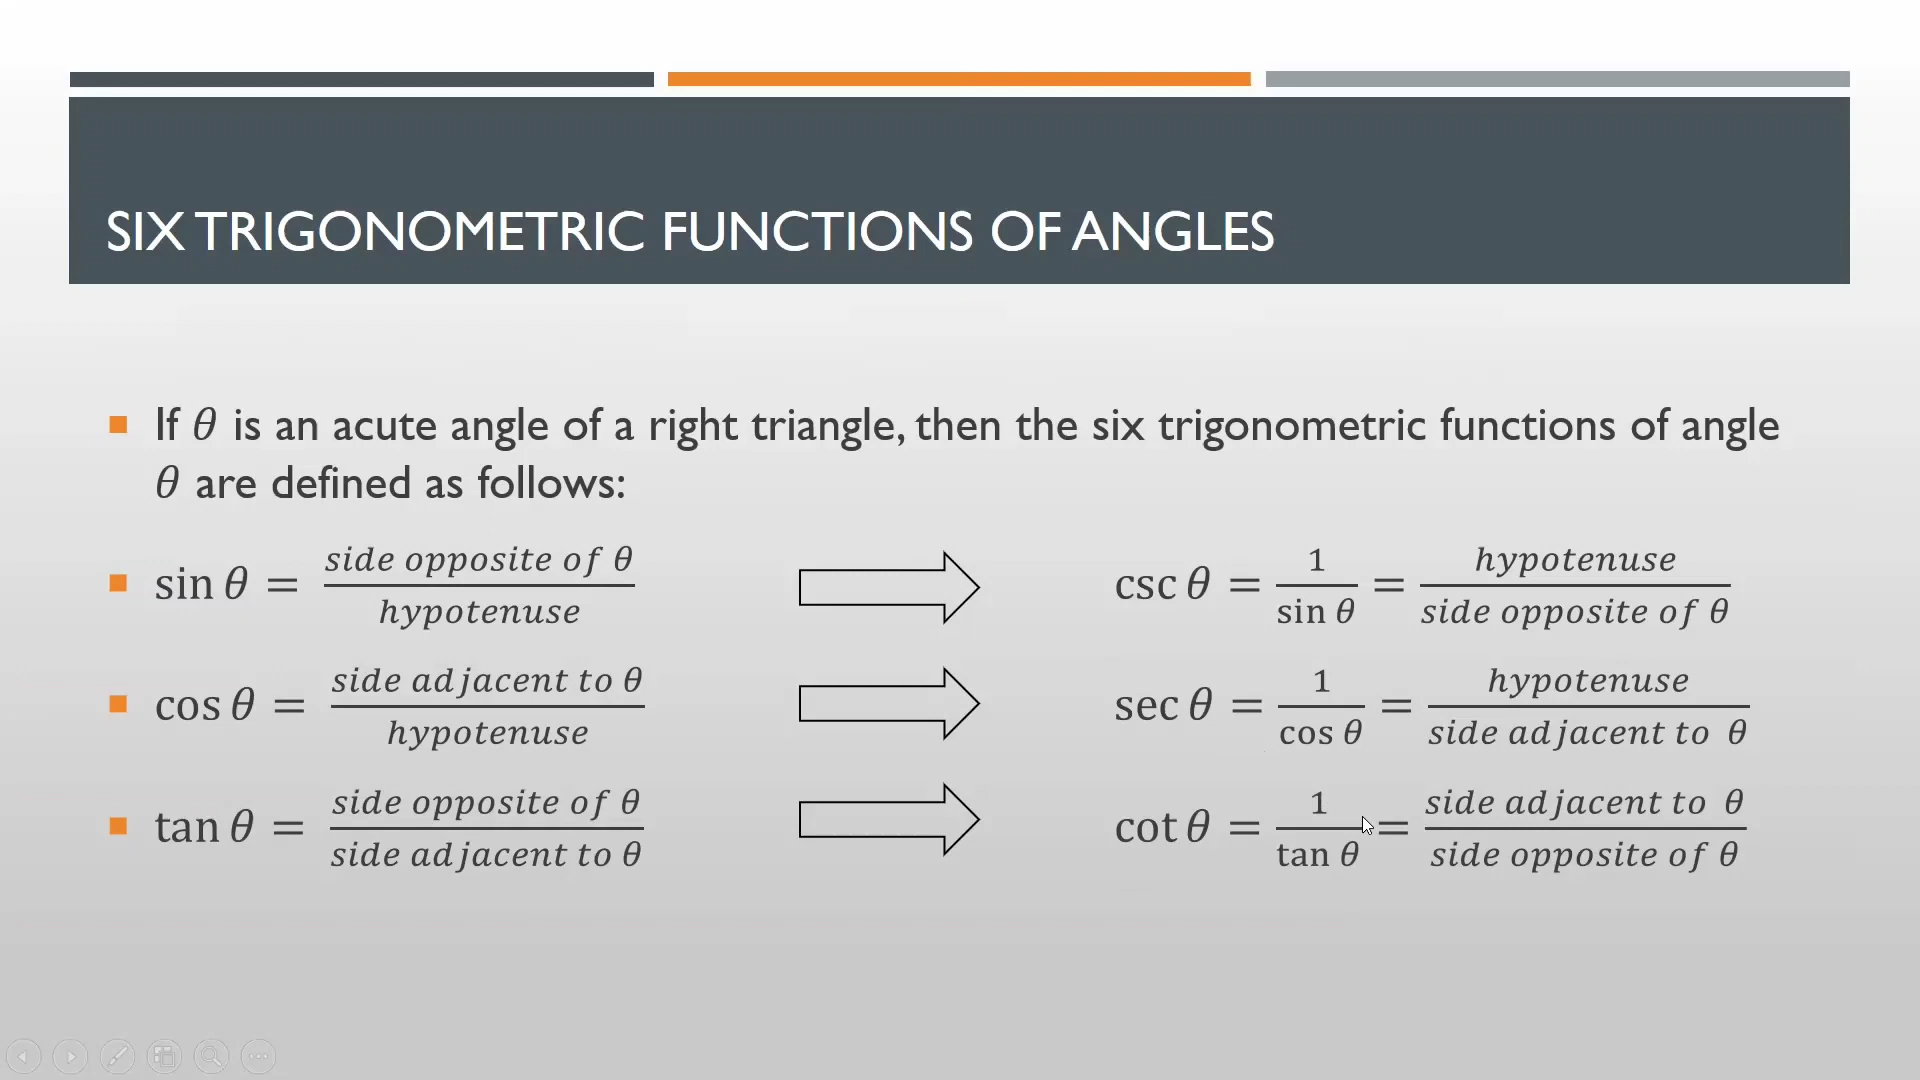 SIX TRIGONOMETRIC FUNCTIONS OF ANGLES
If θ is an acute angle of a right triangle, then the six trigonometric functions of angle
θ are defined as follows:
sin θ = side opposite of θ / hypotenuse
csc θ = 1 / sin θ = hypotenuse / side opposite of θ
cos θ = side adjacent to θ / hypotenuse
sec θ = 1 / cos θ = hypotenuse / side adjacent to θ
tan θ = side opposite of θ / side adjacent to θ
cot θ = 1 / tan θ = side adjacent to θ / side opposite of θ